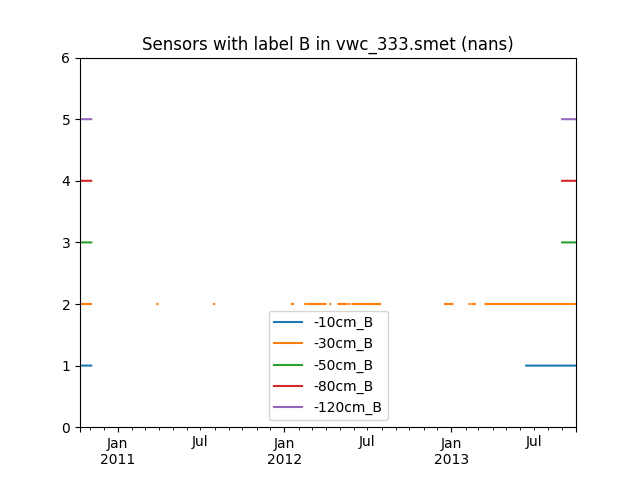 Sensors with label B in vwc_333.smet (nans)
6
5
4
3
2
1
0
-10cm_B
-30cm_B
-50cm_B
-80cm_B
-120cm_B
Jan Jul Jan Jul Jan Jul
2011 2012 2013